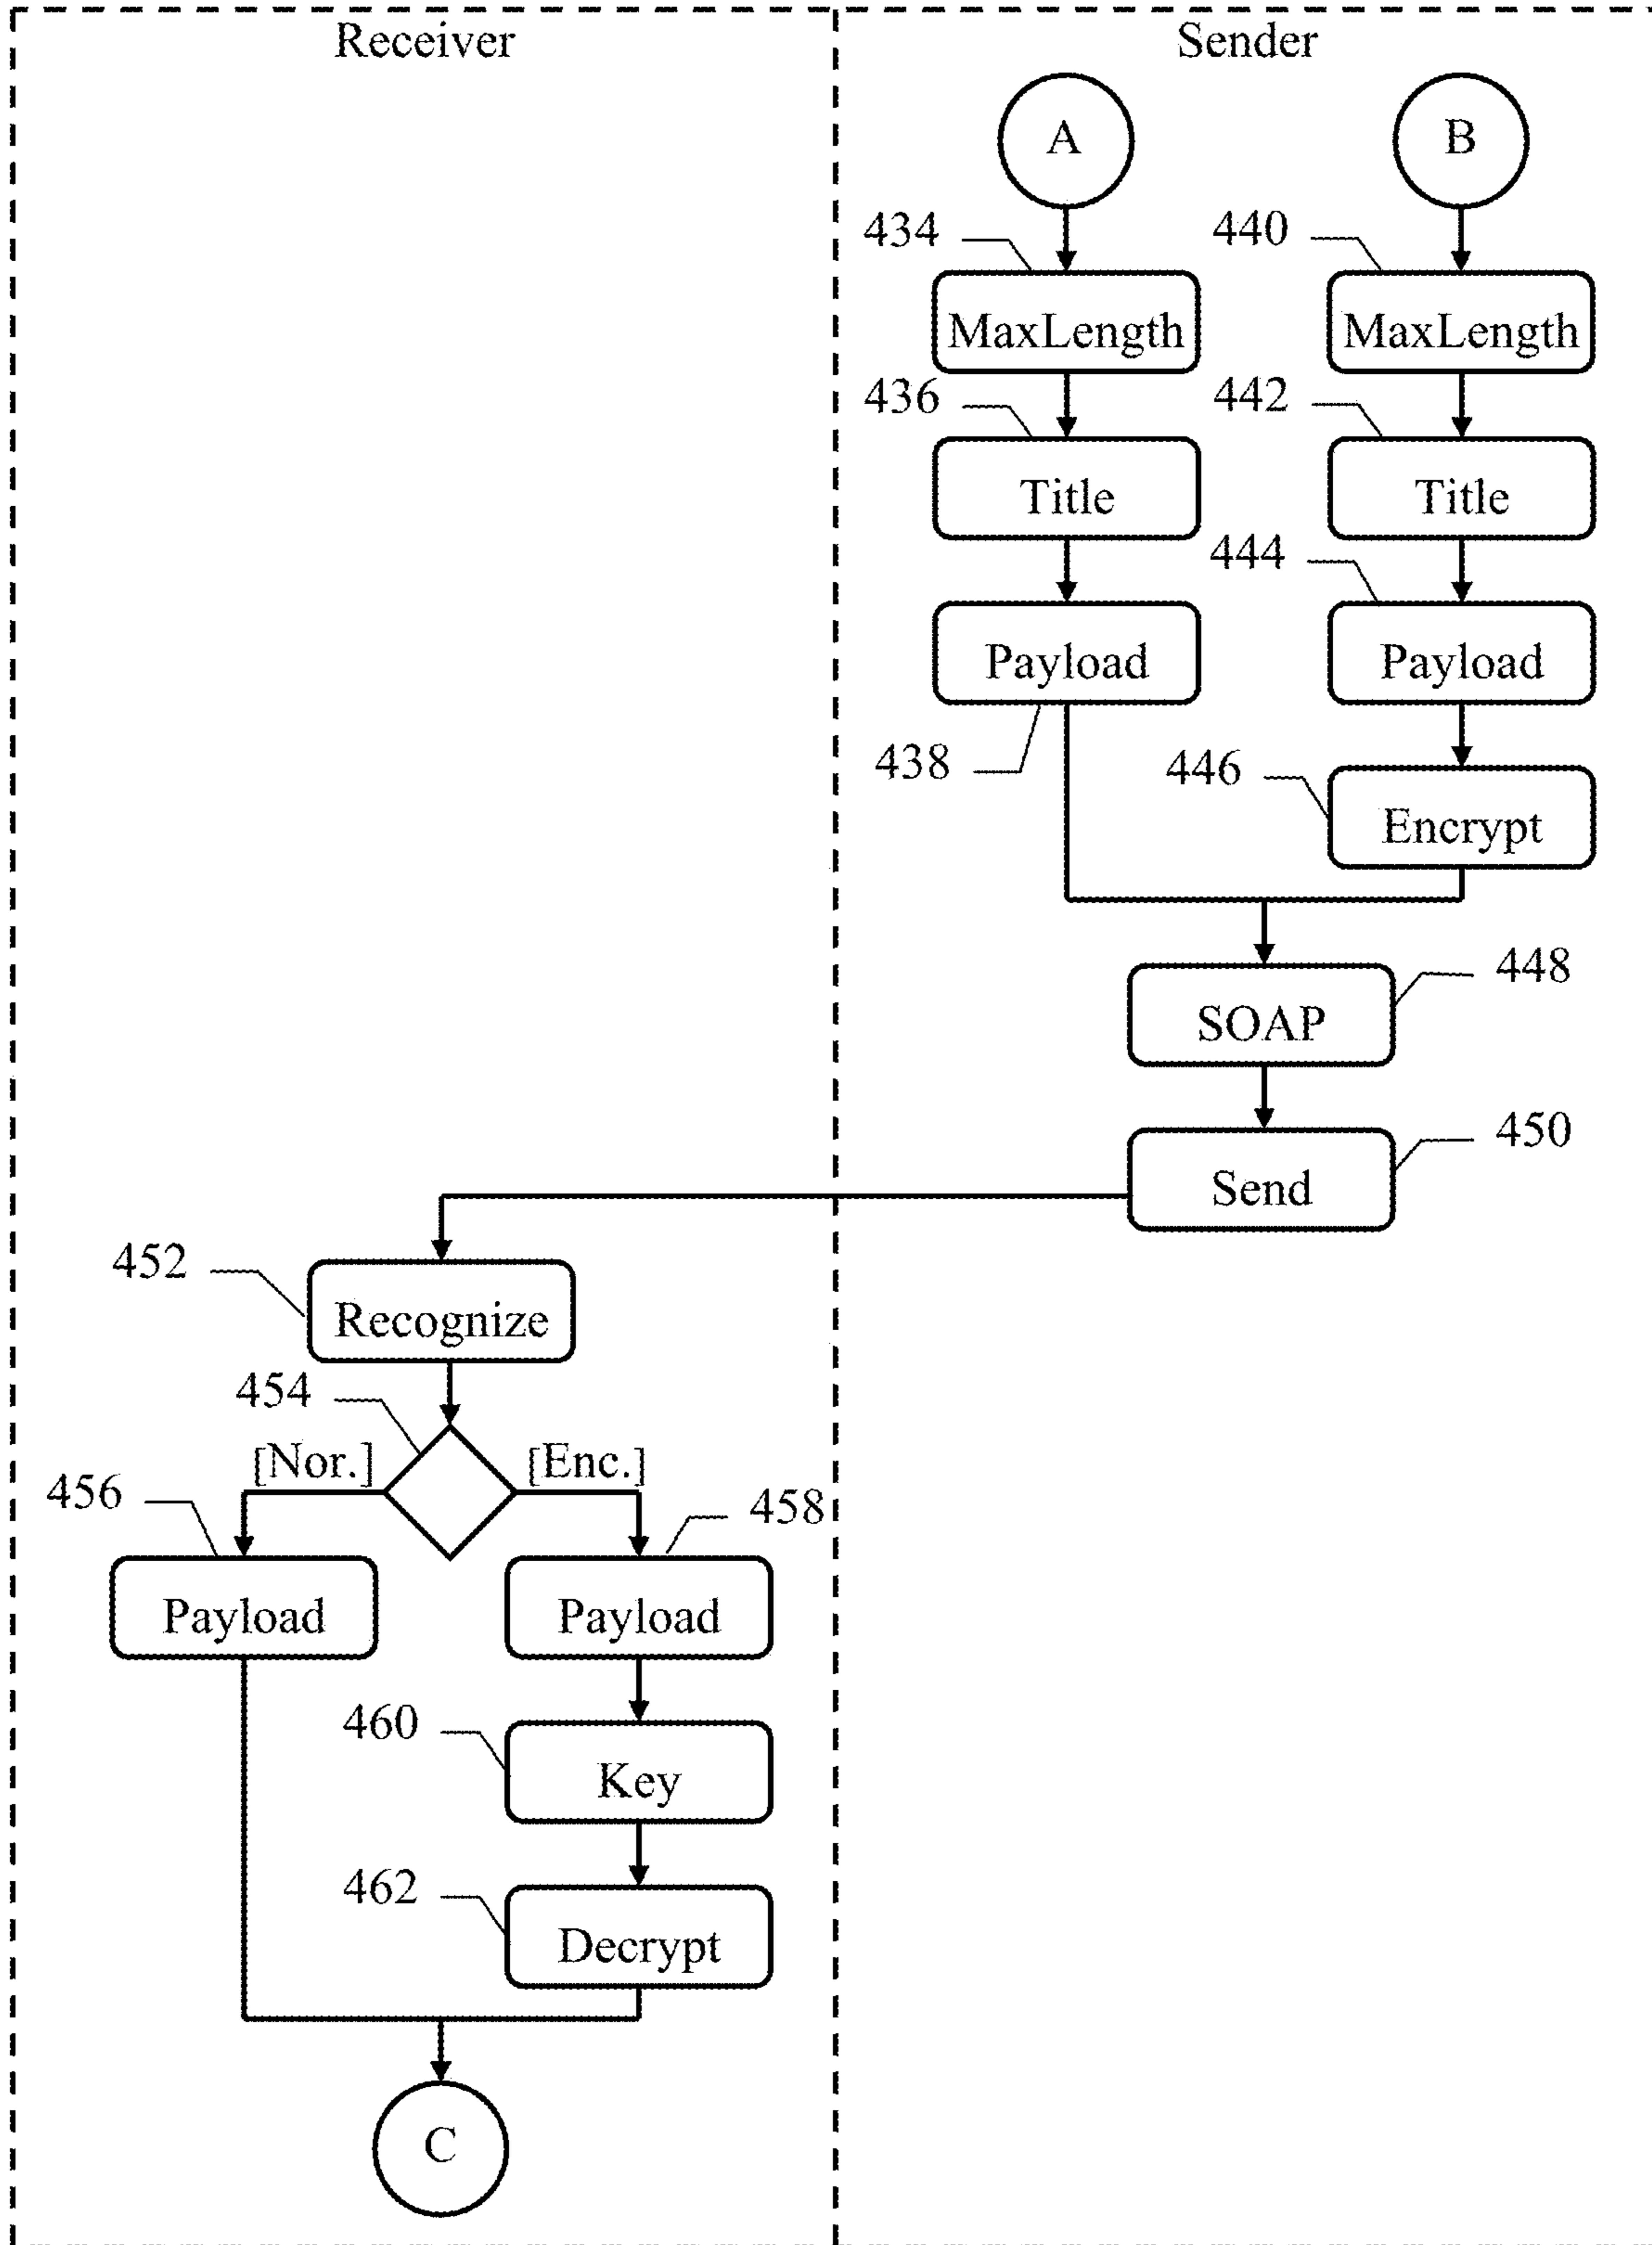 Receiver
Sender
A
B
434
440
MaxLength
MaxLength
436
442
Title
Title
444
Payload
Payload
438
446
Encrypt
448
SOAP
450
Send
452
Recognize
454
[Nor.]
[Enc.]
456
458
Payload
Payload
460
Key
462
Decrypt
C